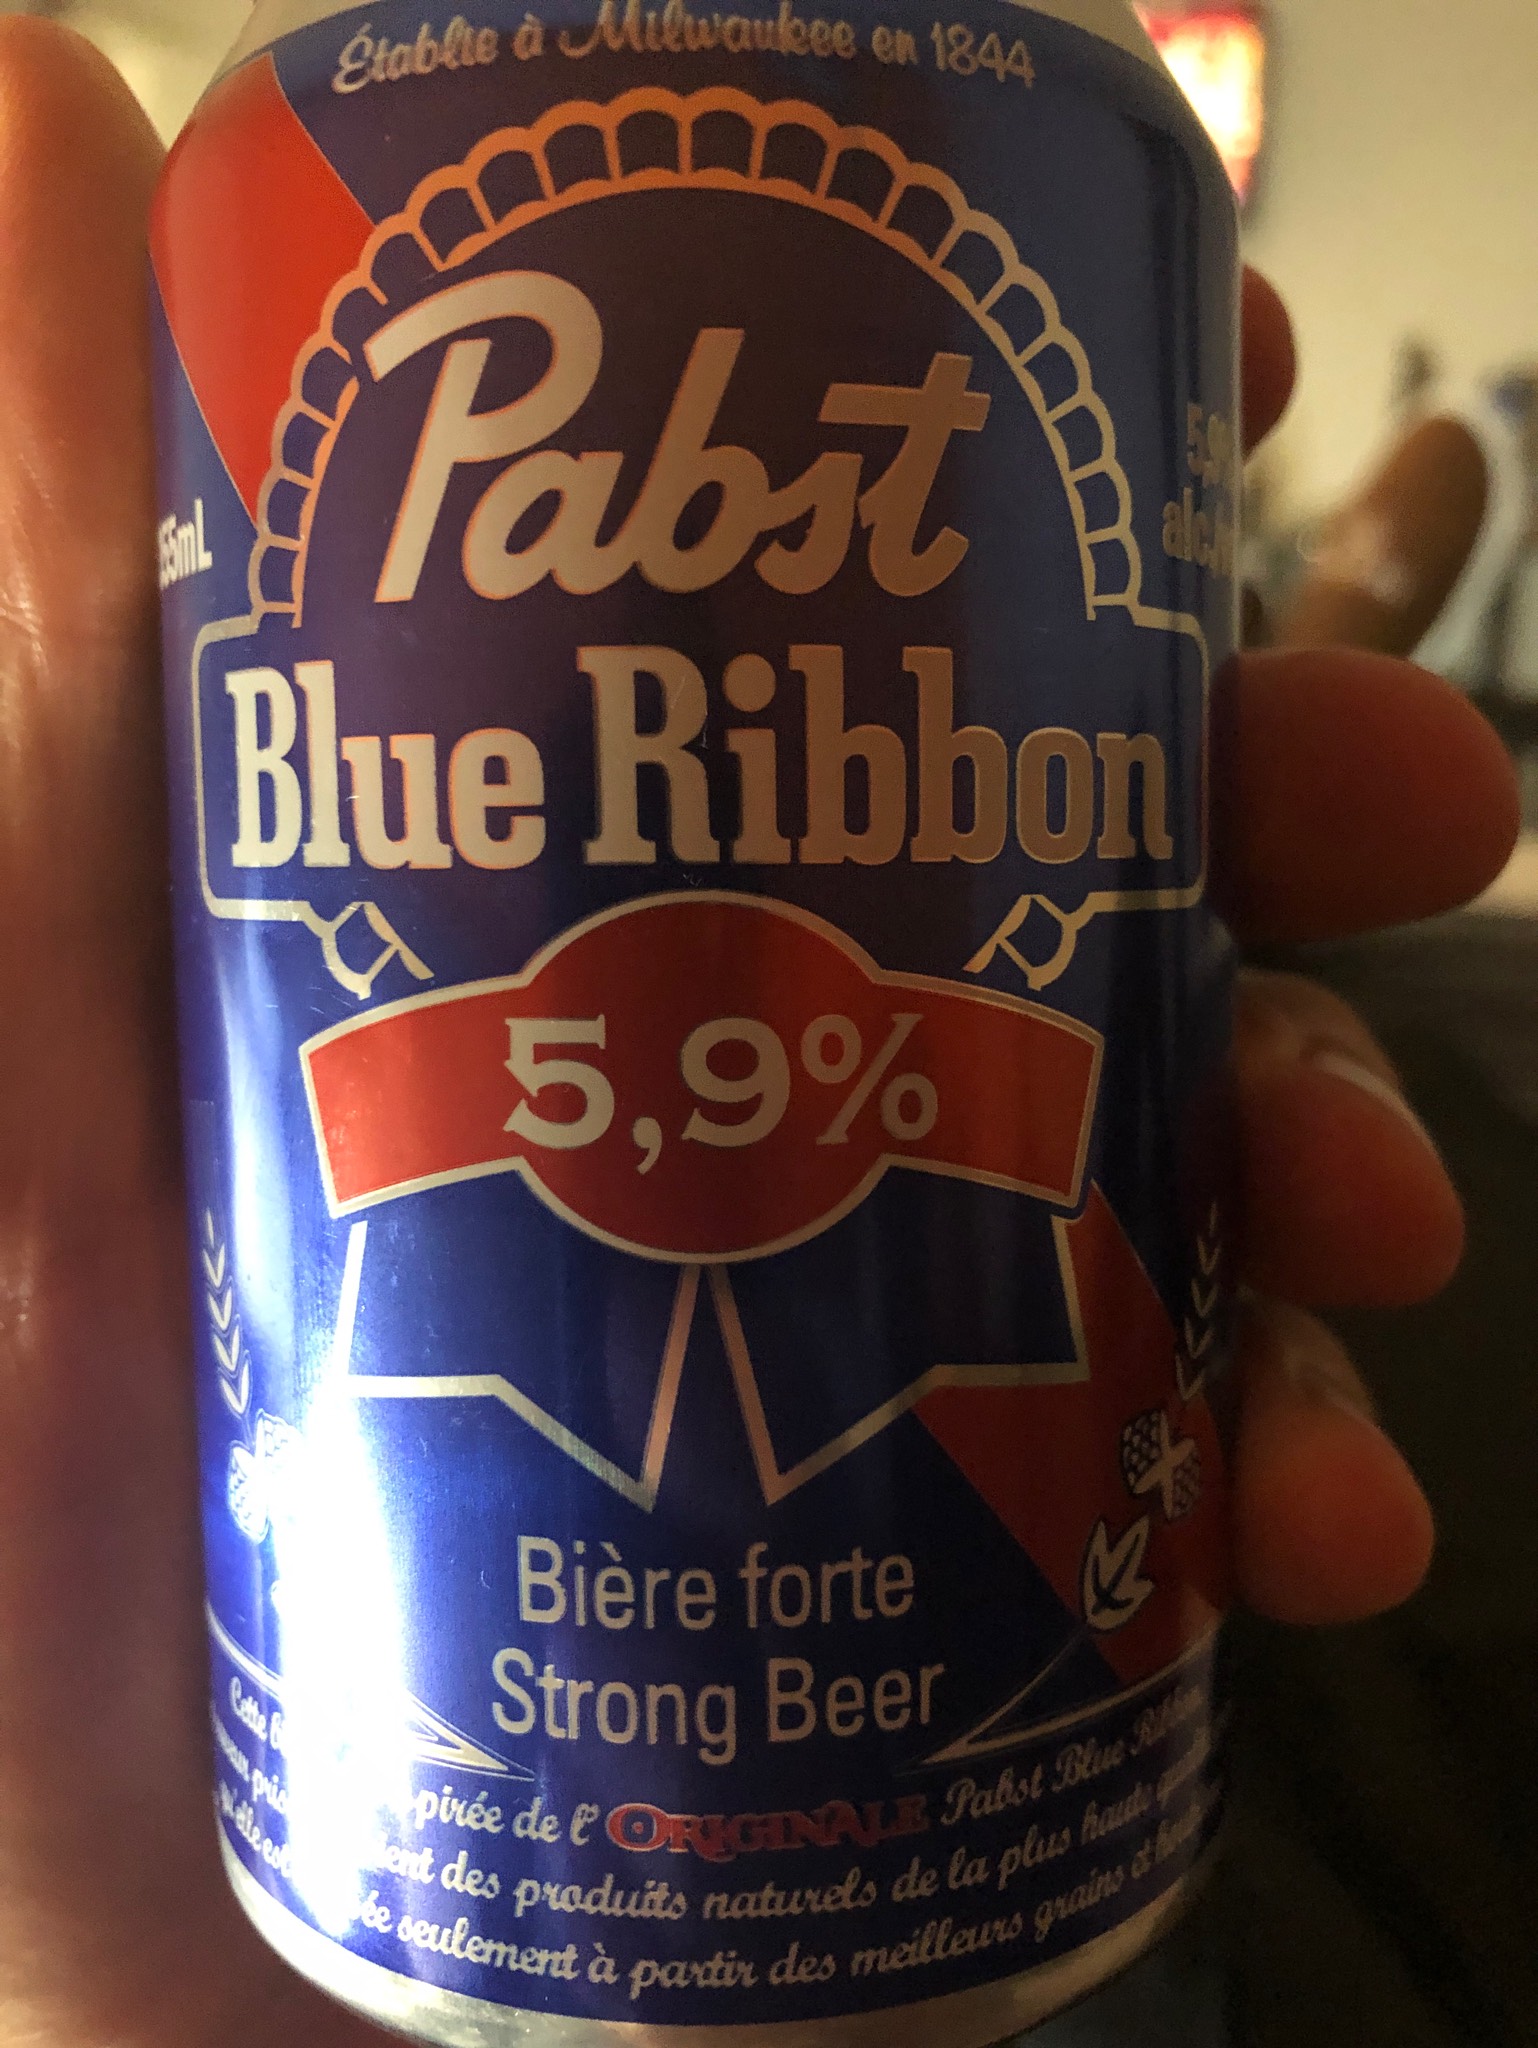 Établie à Milwaukee en 1844
Pabst
Blue Ribbon
5,9%
Bière forte
Strong Beer
Cette de l' ORIGINALE Pabst Blue Ribbon
des produits naturels de la plus haute
seulement à partir des meilleurs grains et